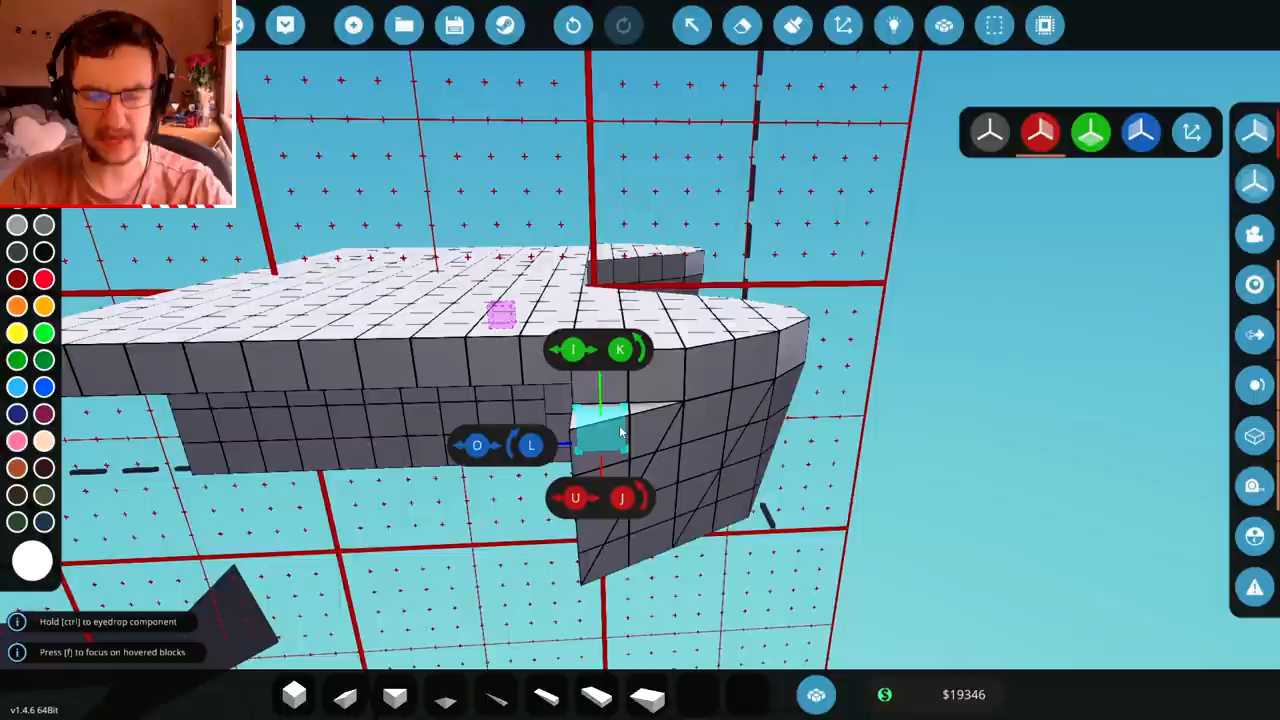 I K
O L
U J
Hold [ctrl] to eyedrop component
Press [f] to focus on hovered blocks
$19346
v1.4.6 64Bit